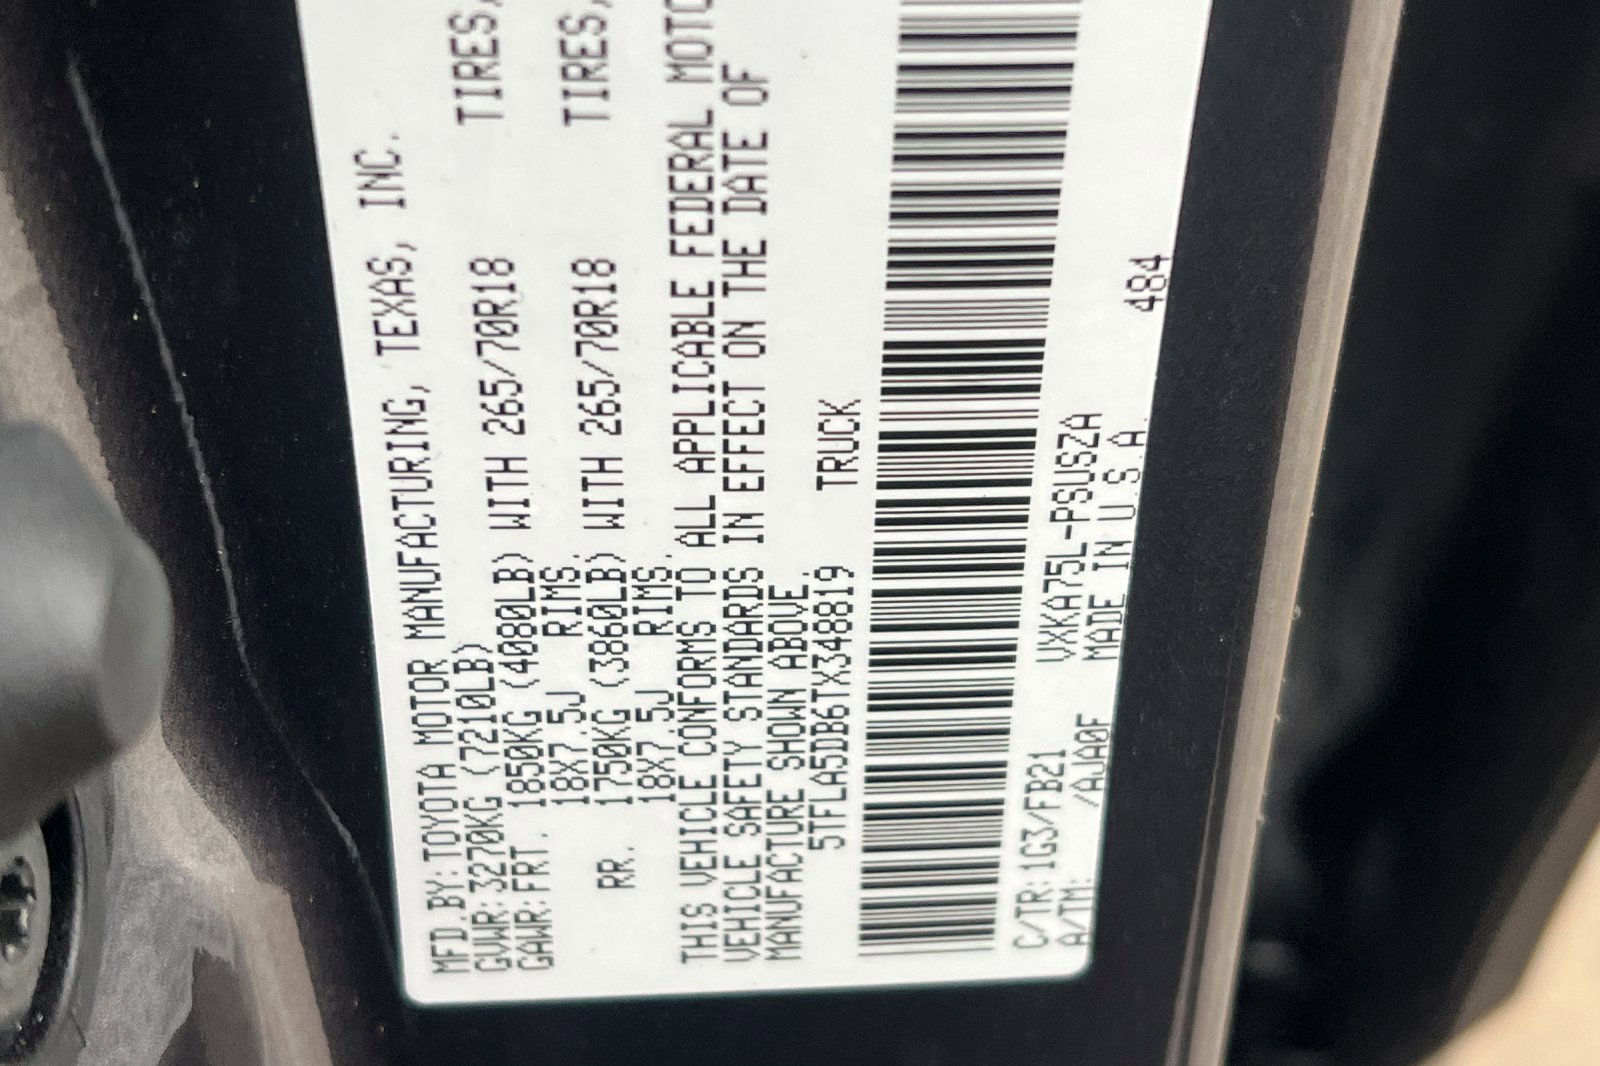 MFD.BY:TOYOTA MOTOR MANUFACTURING, TEXAS, INC.
GVWR:3270KG (7210LB)
GAWR:FRT. 1850KG (4080LB) WITH 265/70R18 TIRES,
18X7.5J RIMS,
RR. 1750KG (3860LB) WITH 265/70R18 TIRES,
18X7.5J RIMS.
THIS VEHICLE CONFORMS TO ALL APPLICABLE FEDERAL MOTO
VEHICLE SAFETY STANDARDS IN EFFECT ON THE DATE OF
MANUFACTURE SHOWN ABOVE.
5TFLA5DB6TX348819 TRUCK
C/TR:1G3/FB21 VXKA75L-PSUSZA
A/TM: /AJA0F MADE IN U.S.A. 484